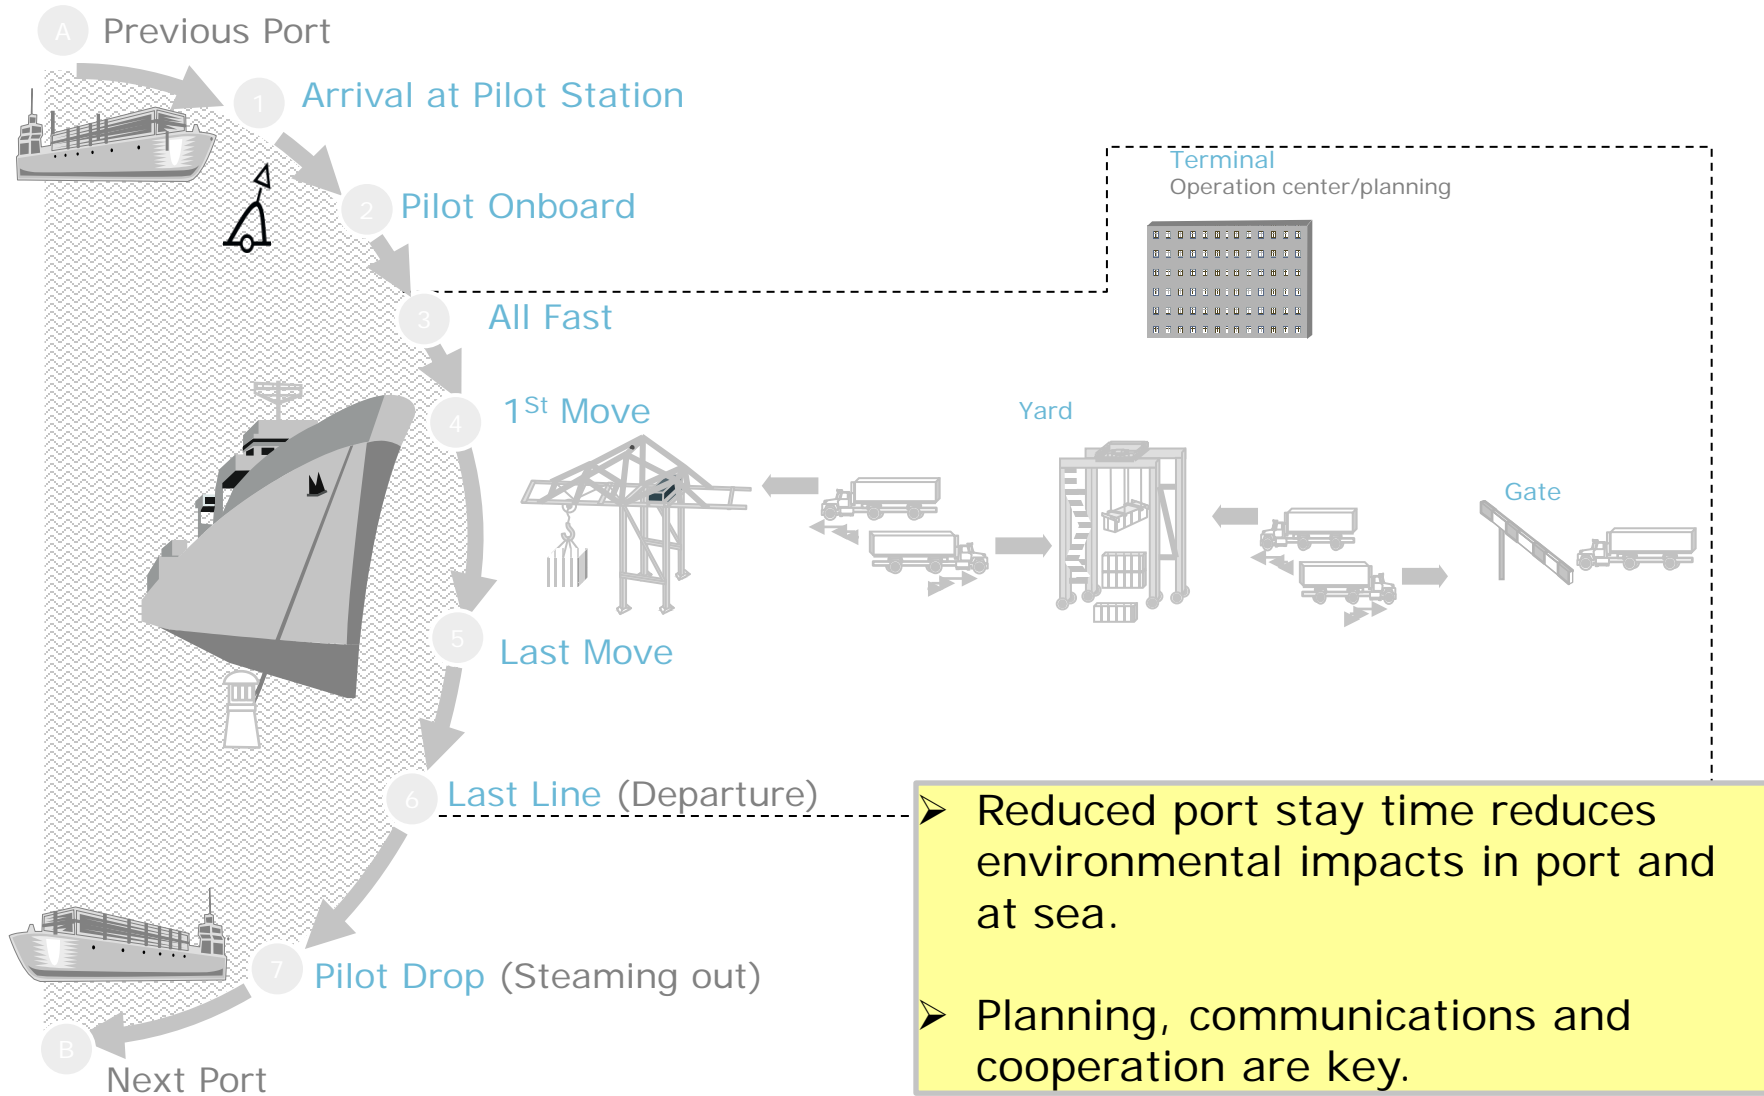 A
Previous Port
1
Arrival at Pilot Station
2
Pilot Onboard
3
All Fast
4
1St Move
5
Last Move
6
Last Line (Departure)
7
Pilot Drop (Steaming out)
B
Next Port
Terminal
Operation center/planning
Yard
Gate
➢ Reduced port stay time reduces
environmental impacts in port and
at sea.
➢ Planning, communications and
cooperation are key.